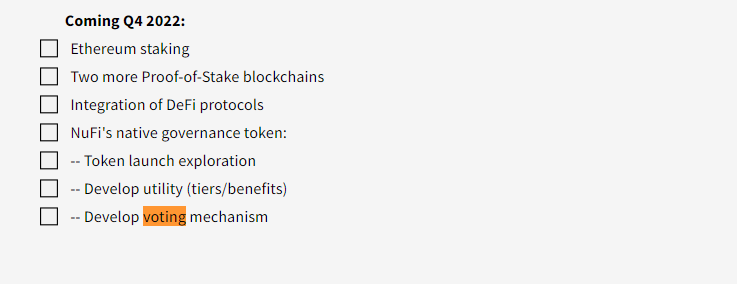 Coming Q4 2022:
Ethereum staking
Two more Proof-of-Stake blockchains
Integration of DeFi protocols
NuFi's native governance token:
-- Token launch exploration
-- Develop utility (tiers/benefits)
-- Develop voting mechanism